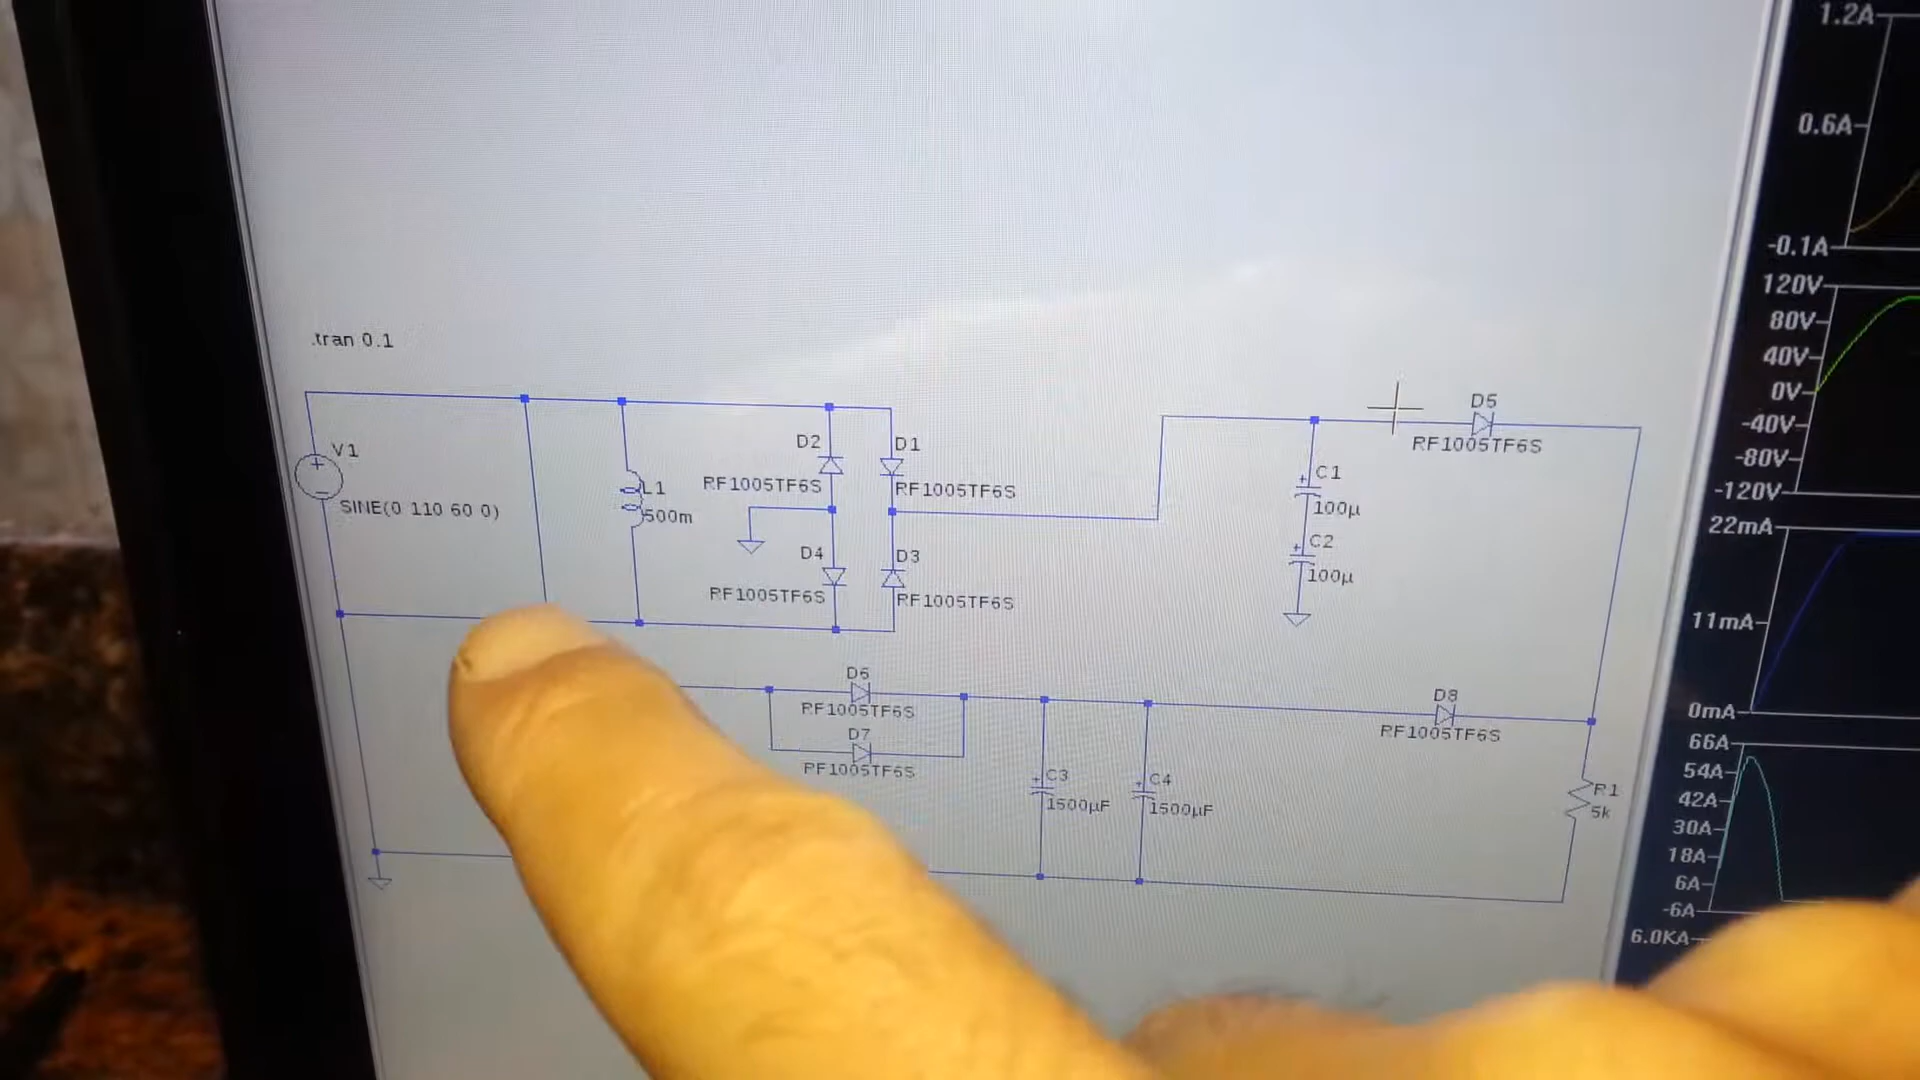 .tran 0.1
V1
SINE(0 110 60 0)
L1
500m
D2
RF1005TF6S
D1
RF1005TF6S
D4
RF1005TF6S
D3
RF1005TF6S
C1
100µ
C2
100µ
D5
RF1005TF6S
D6
RF1005TF6S
D7
RF1005TF6S
C3
1500µF
C4
1500µF
D8
RF1005TF6S
R1
5k
1.2A
0.6A
-0.1A
120V
80V
40V
0V
-40V
-80V
-120V
22mA
11mA
0mA
66A
54A
42A
30A
18A
6A
-6A
6.0KA